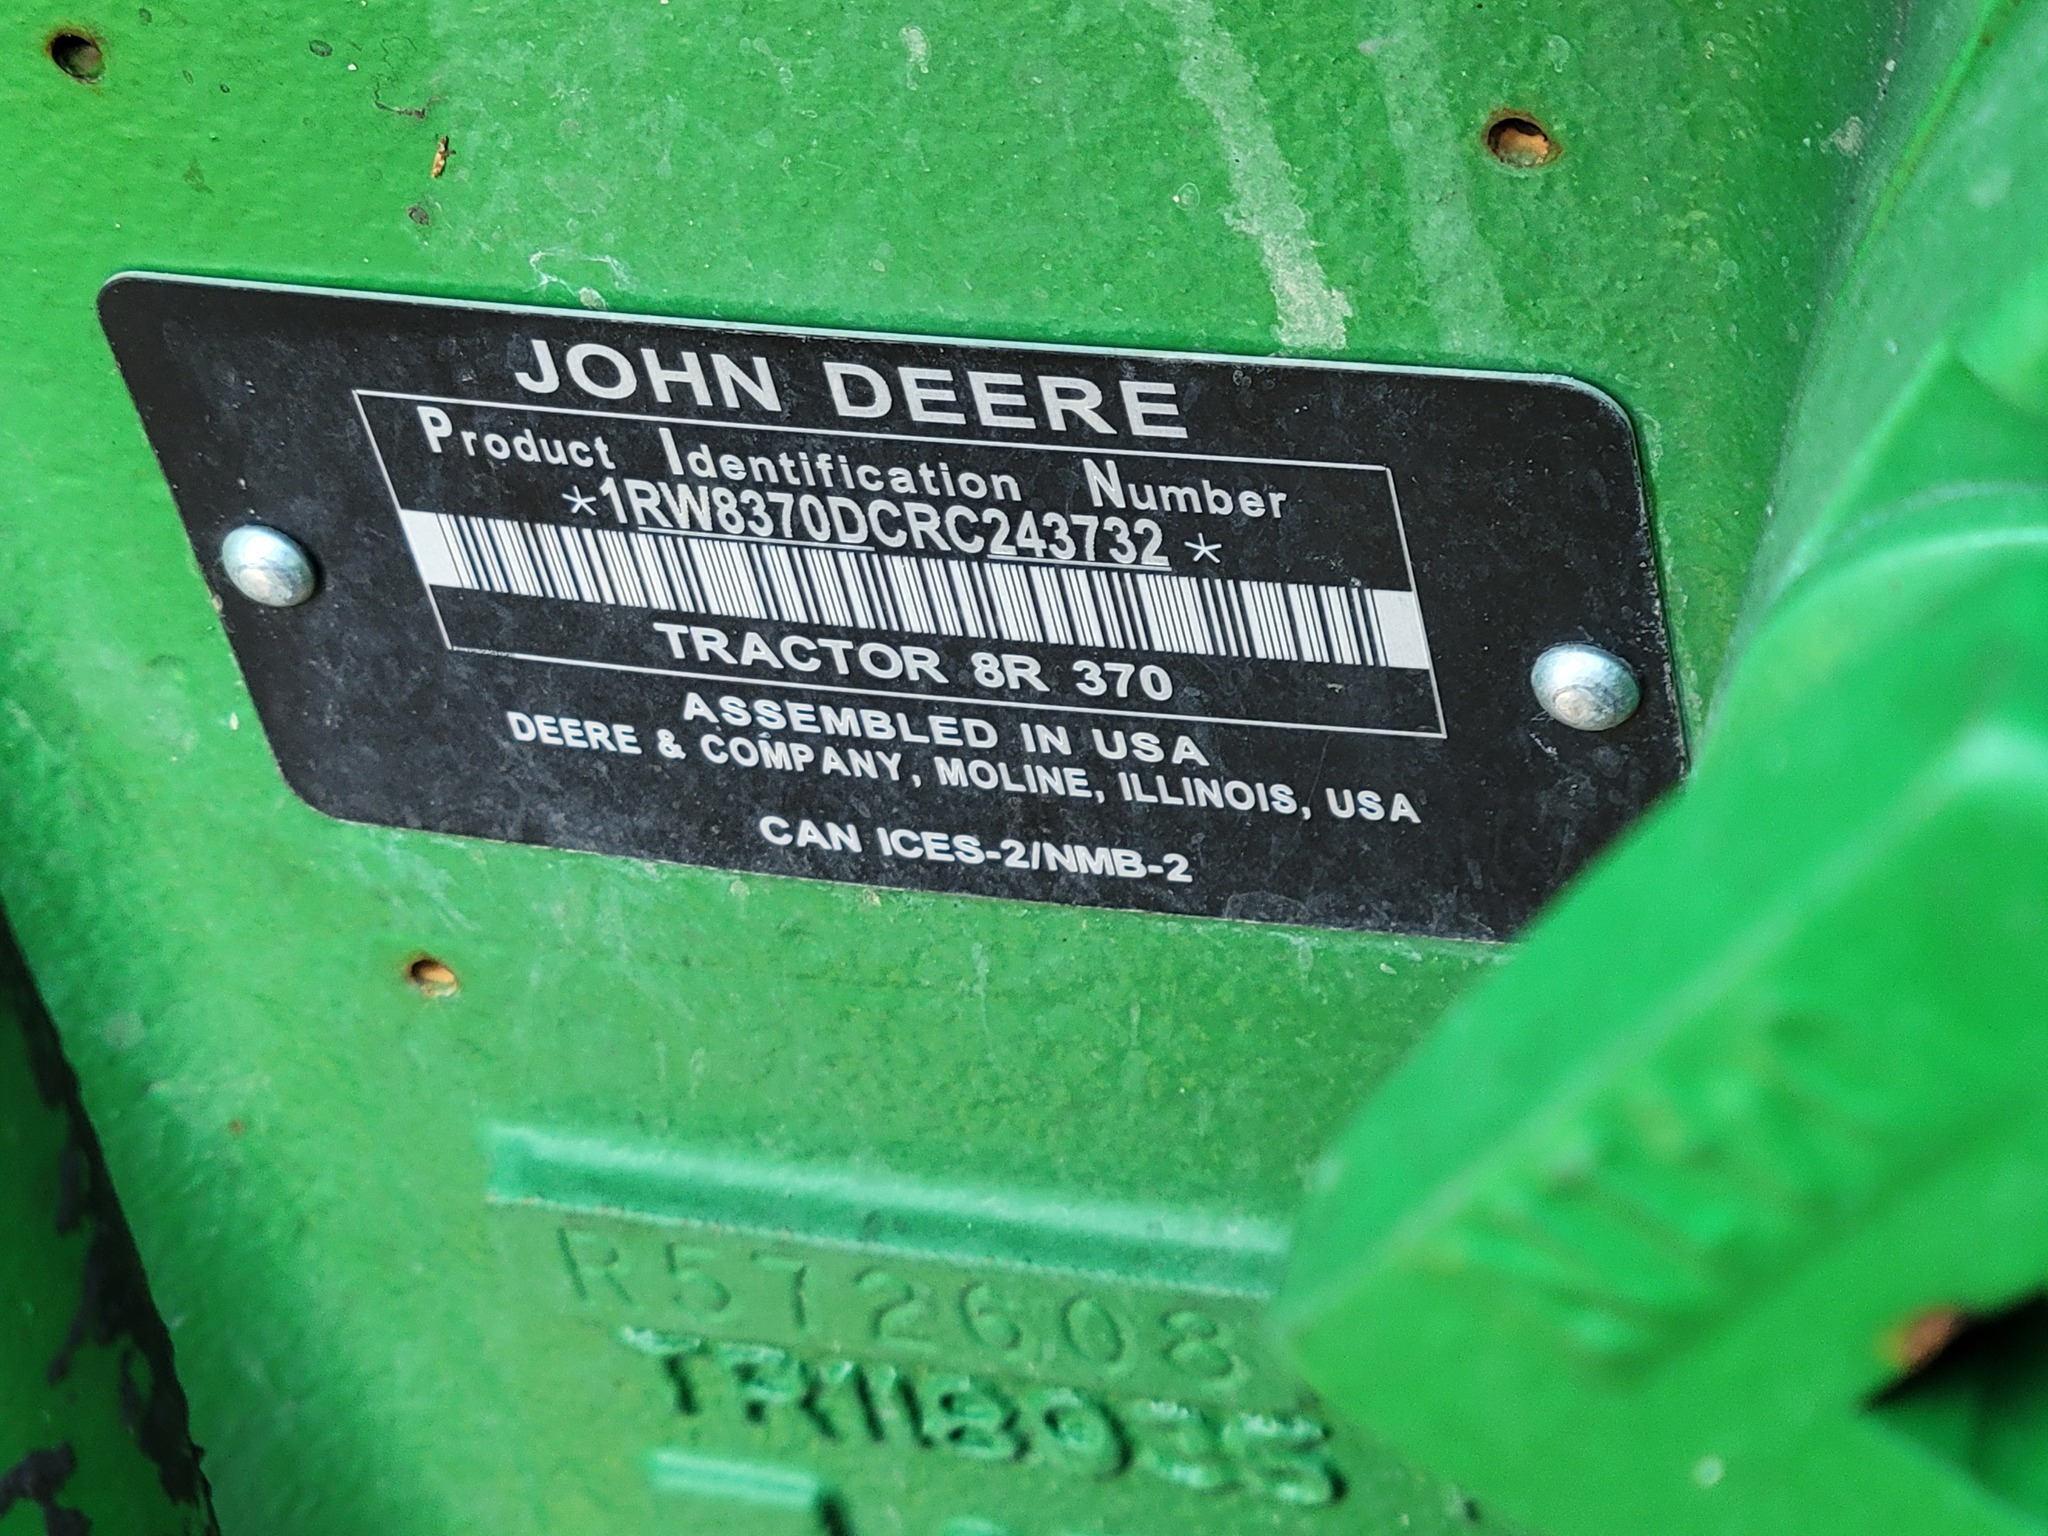 JOHN DEERE
Product Identification Number
*1RW8370DCRC243732*
TRACTOR 8R 370
ASSEMBLED IN USA
DEERE & COMPANY, MOLINE, ILLINOIS, USA
CAN ICES-2/NMB-2
R572608